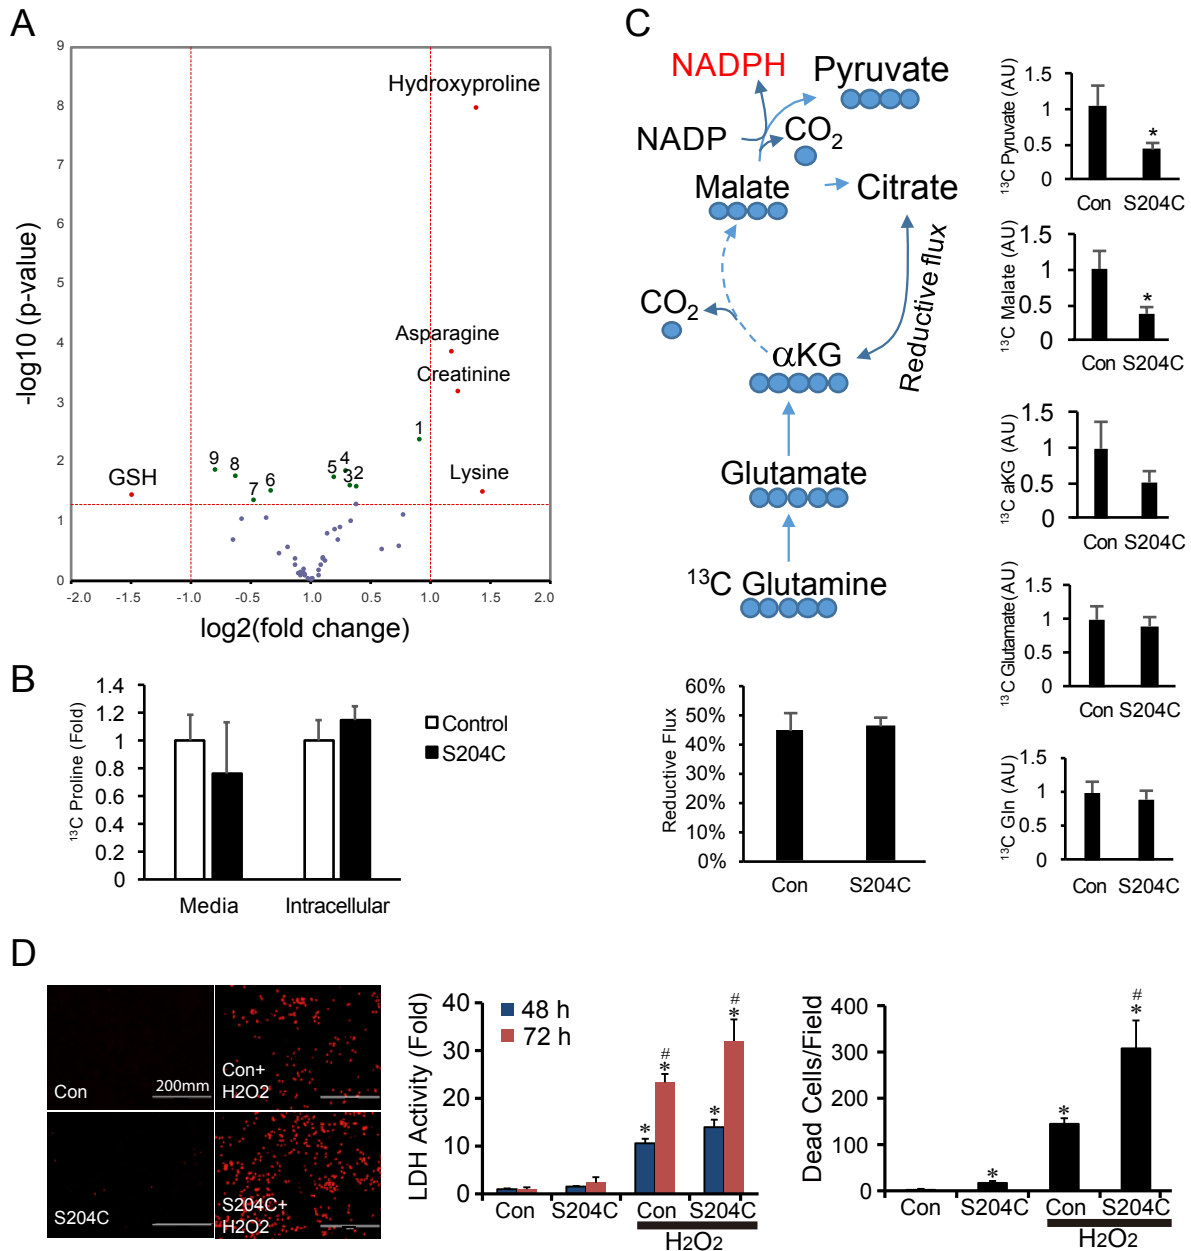 A
9
8
7
6
5
4
3
2
1
0
-log10 (p-value)
Hydroxyproline
Asparagine
Creatinine
1
Lysine
GSH
9
8
7
6
5
4
3
2
-2.0
-1.5
-1.0
-0.5
1.0
0.5
1.0
1.5
2.0
log2(fold change)
B
1.4
1.2
1
0.8
0.6
0.4
0.2
0
¹³C Proline (Fold)
Control
S204C
Media
Intracellular
C
NADPH
Pyruvate
NADP
CO₂
Malate
Citrate
Reductive flux
CO₂
αKG
Glutamate
¹³C Glutamine
60%
50%
40%
30%
20%
10%
0%
Reductive Flux
Con
S204C
¹³C Pyruvate (AU)
1.5
1
0.5
0
*
Con S204C
¹³C Malate (AU)
1.5
1
0.5
0
*
Con S204C
¹³C aKG (AU)
1.5
1
0.5
0
Con S204C
¹³C Glutamate (AU)
1.5
1
0.5
0
Con S204C
¹³C Gln (AU)
1.5
1
0.5
0
Con S204C
D
Con
200mm
Con+
H2O2
S204C
S204C+
H2O2
LDH Activity (Fold)
40
30
20
10
0
48 h
72 h
*
#
*
*
#
*
Con S204C Con S204C
H2O2
Dead Cells/Field
400
300
200
100
0
*
*
#
*
Con S204C Con S204C
H2O2